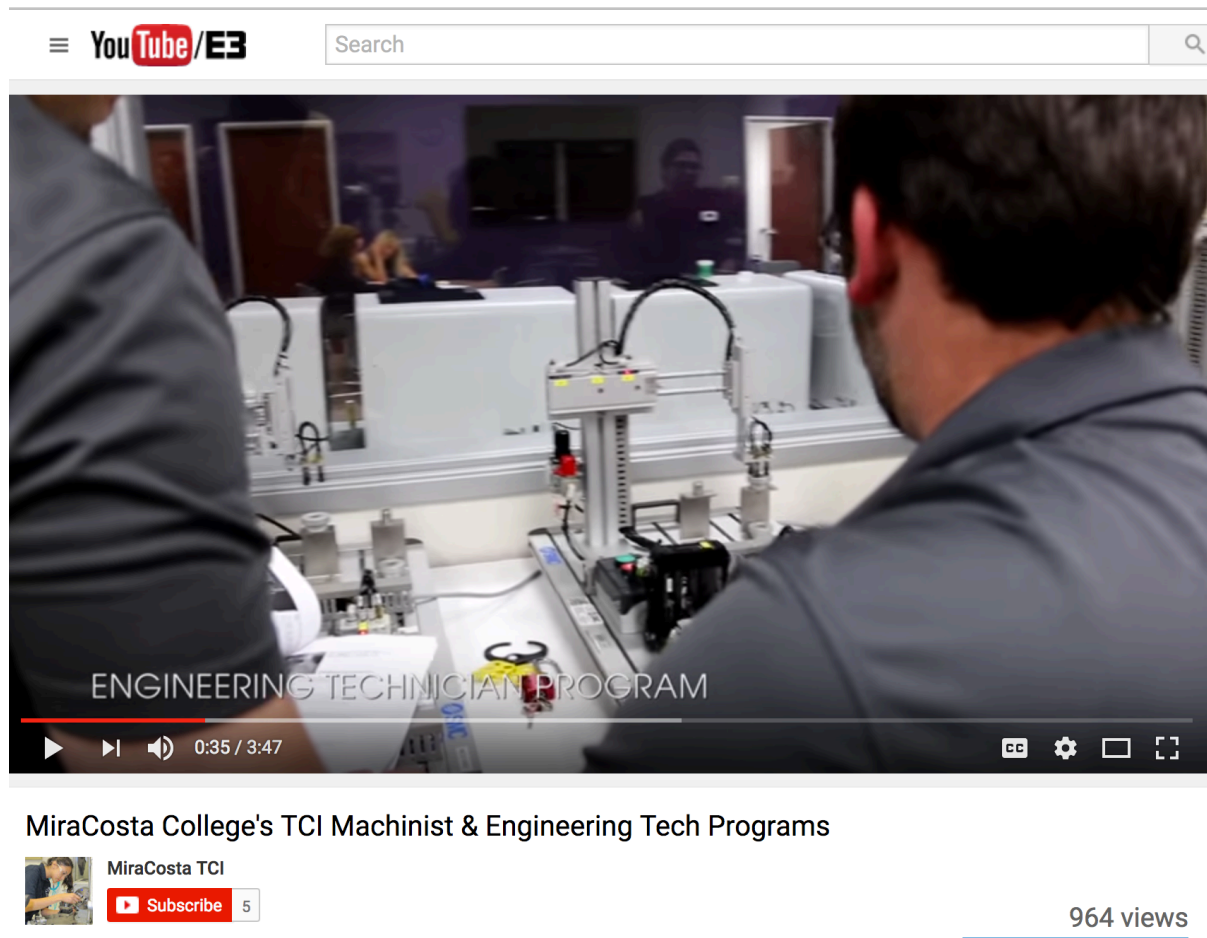 YouTube/E3
Search
ENGINEERING TECHNICIAN PROGRAM
0:35 / 3:47
CC
MiraCosta College's TCI Machinist & Engineering Tech Programs
MiraCosta TCI
Subscribe 5
964 views